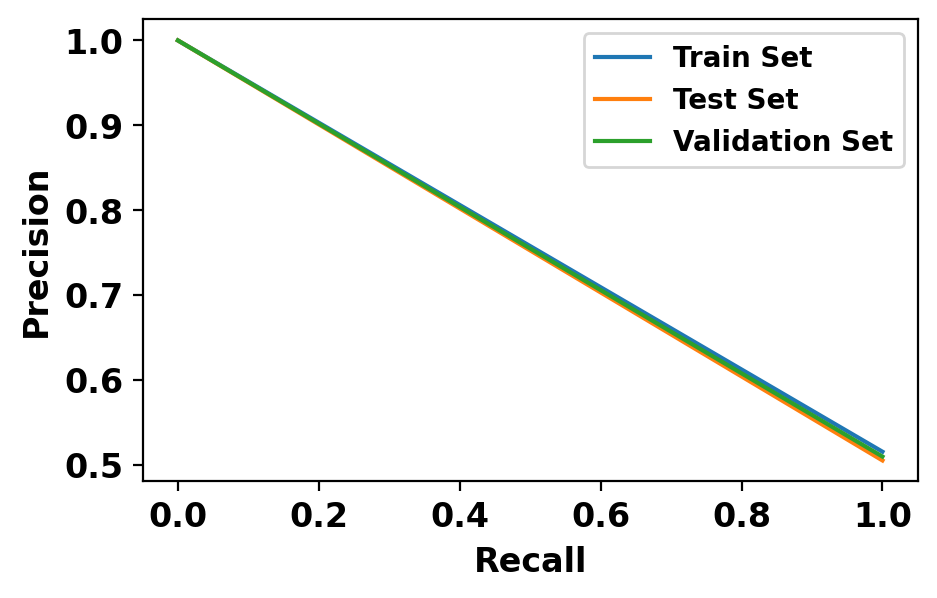 1.0
0.9
0.8
0.7
0.6
0.5
Precision
Train Set
Test Set
Validation Set
0.0 0.2 0.4 0.6 0.8 1.0
Recall